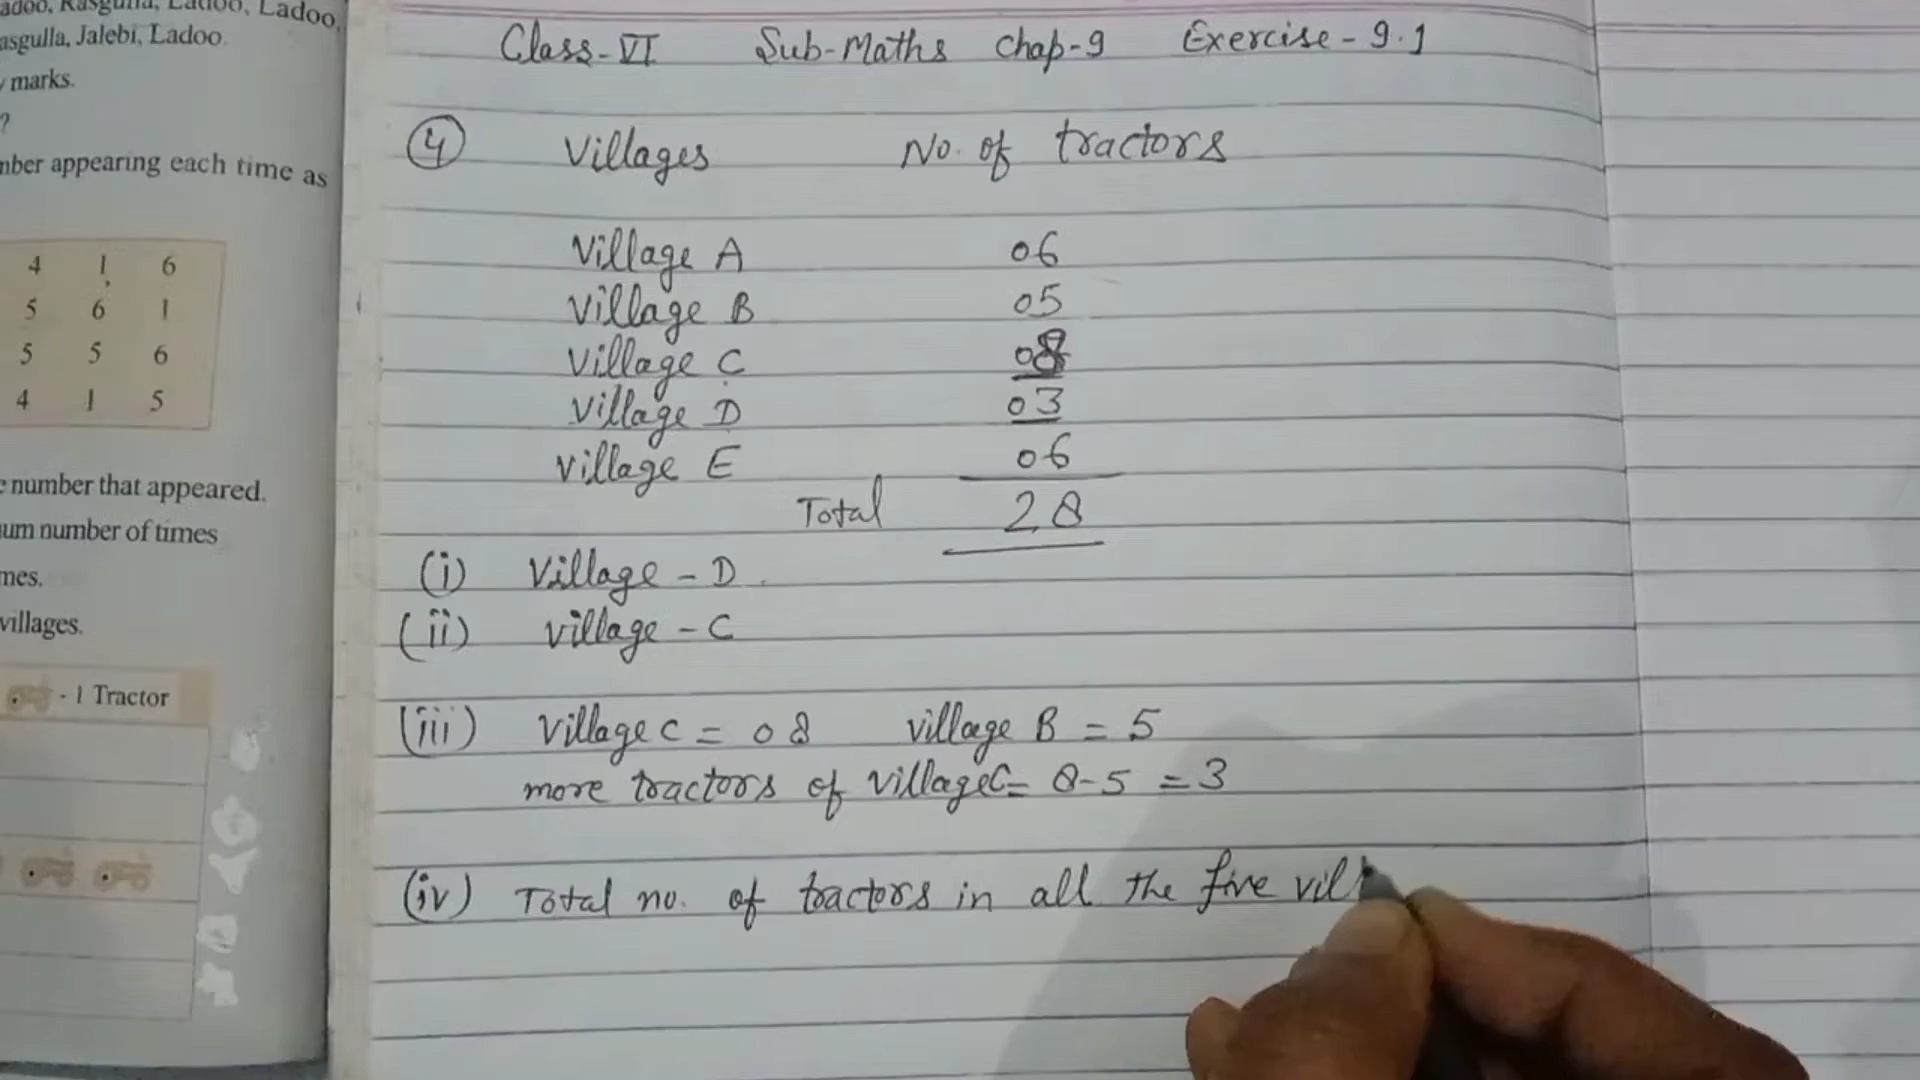 Ladoo, Ladoo,
asgulla, Jalebi, Ladoo.
marks.
?
appearing each time as
4 1 6
5 6 1
5 5 6
4 1 5
number that appeared.
number of times
villages.
- 1 Tractor
Class-VI Sub-Maths Chap-9 Exercise-9.1
4 Villages No. of tractors
Village A 06
Village B 05
Village C 08
Village D 03
Village E 06
Total 28
(i) Village - D.
(ii) village - C
(iii) Village C = 08 village B = 5
more tractors of village C = 8-5 = 3
(iv) Total no. of tractors in all the five vill